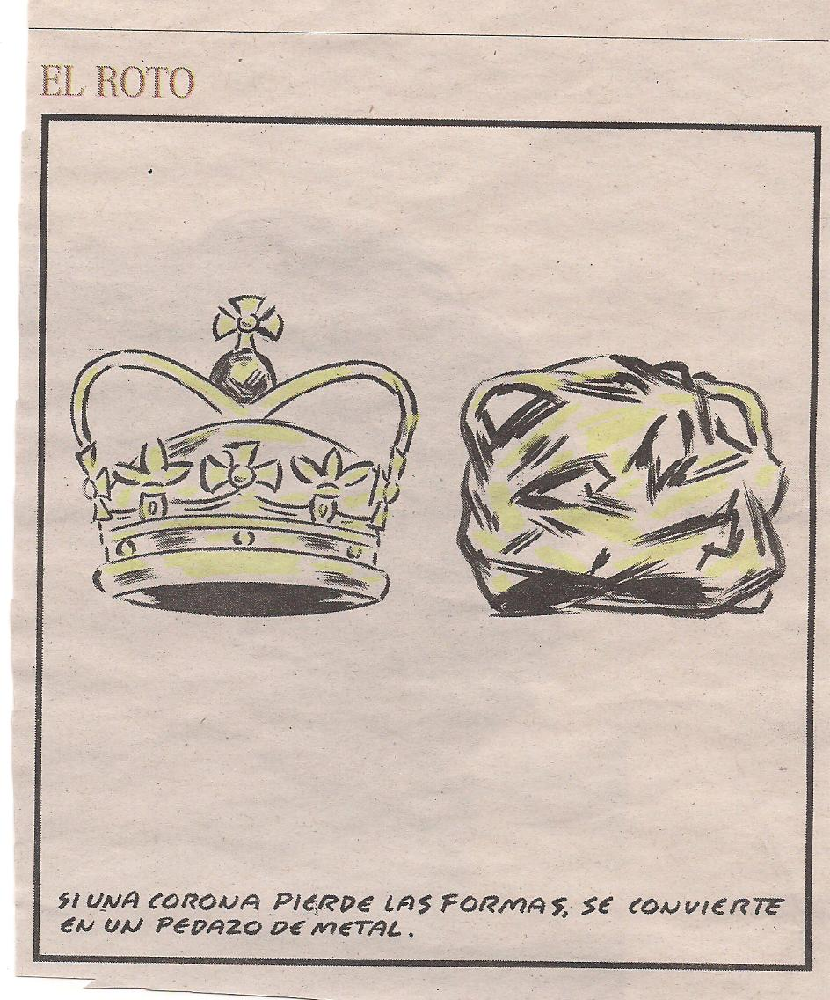 EL ROTO
SI UNA CORONA PIERDE LAS FORMAS, SE CONVIERTE
EN UN PEDAZO DE METAL.